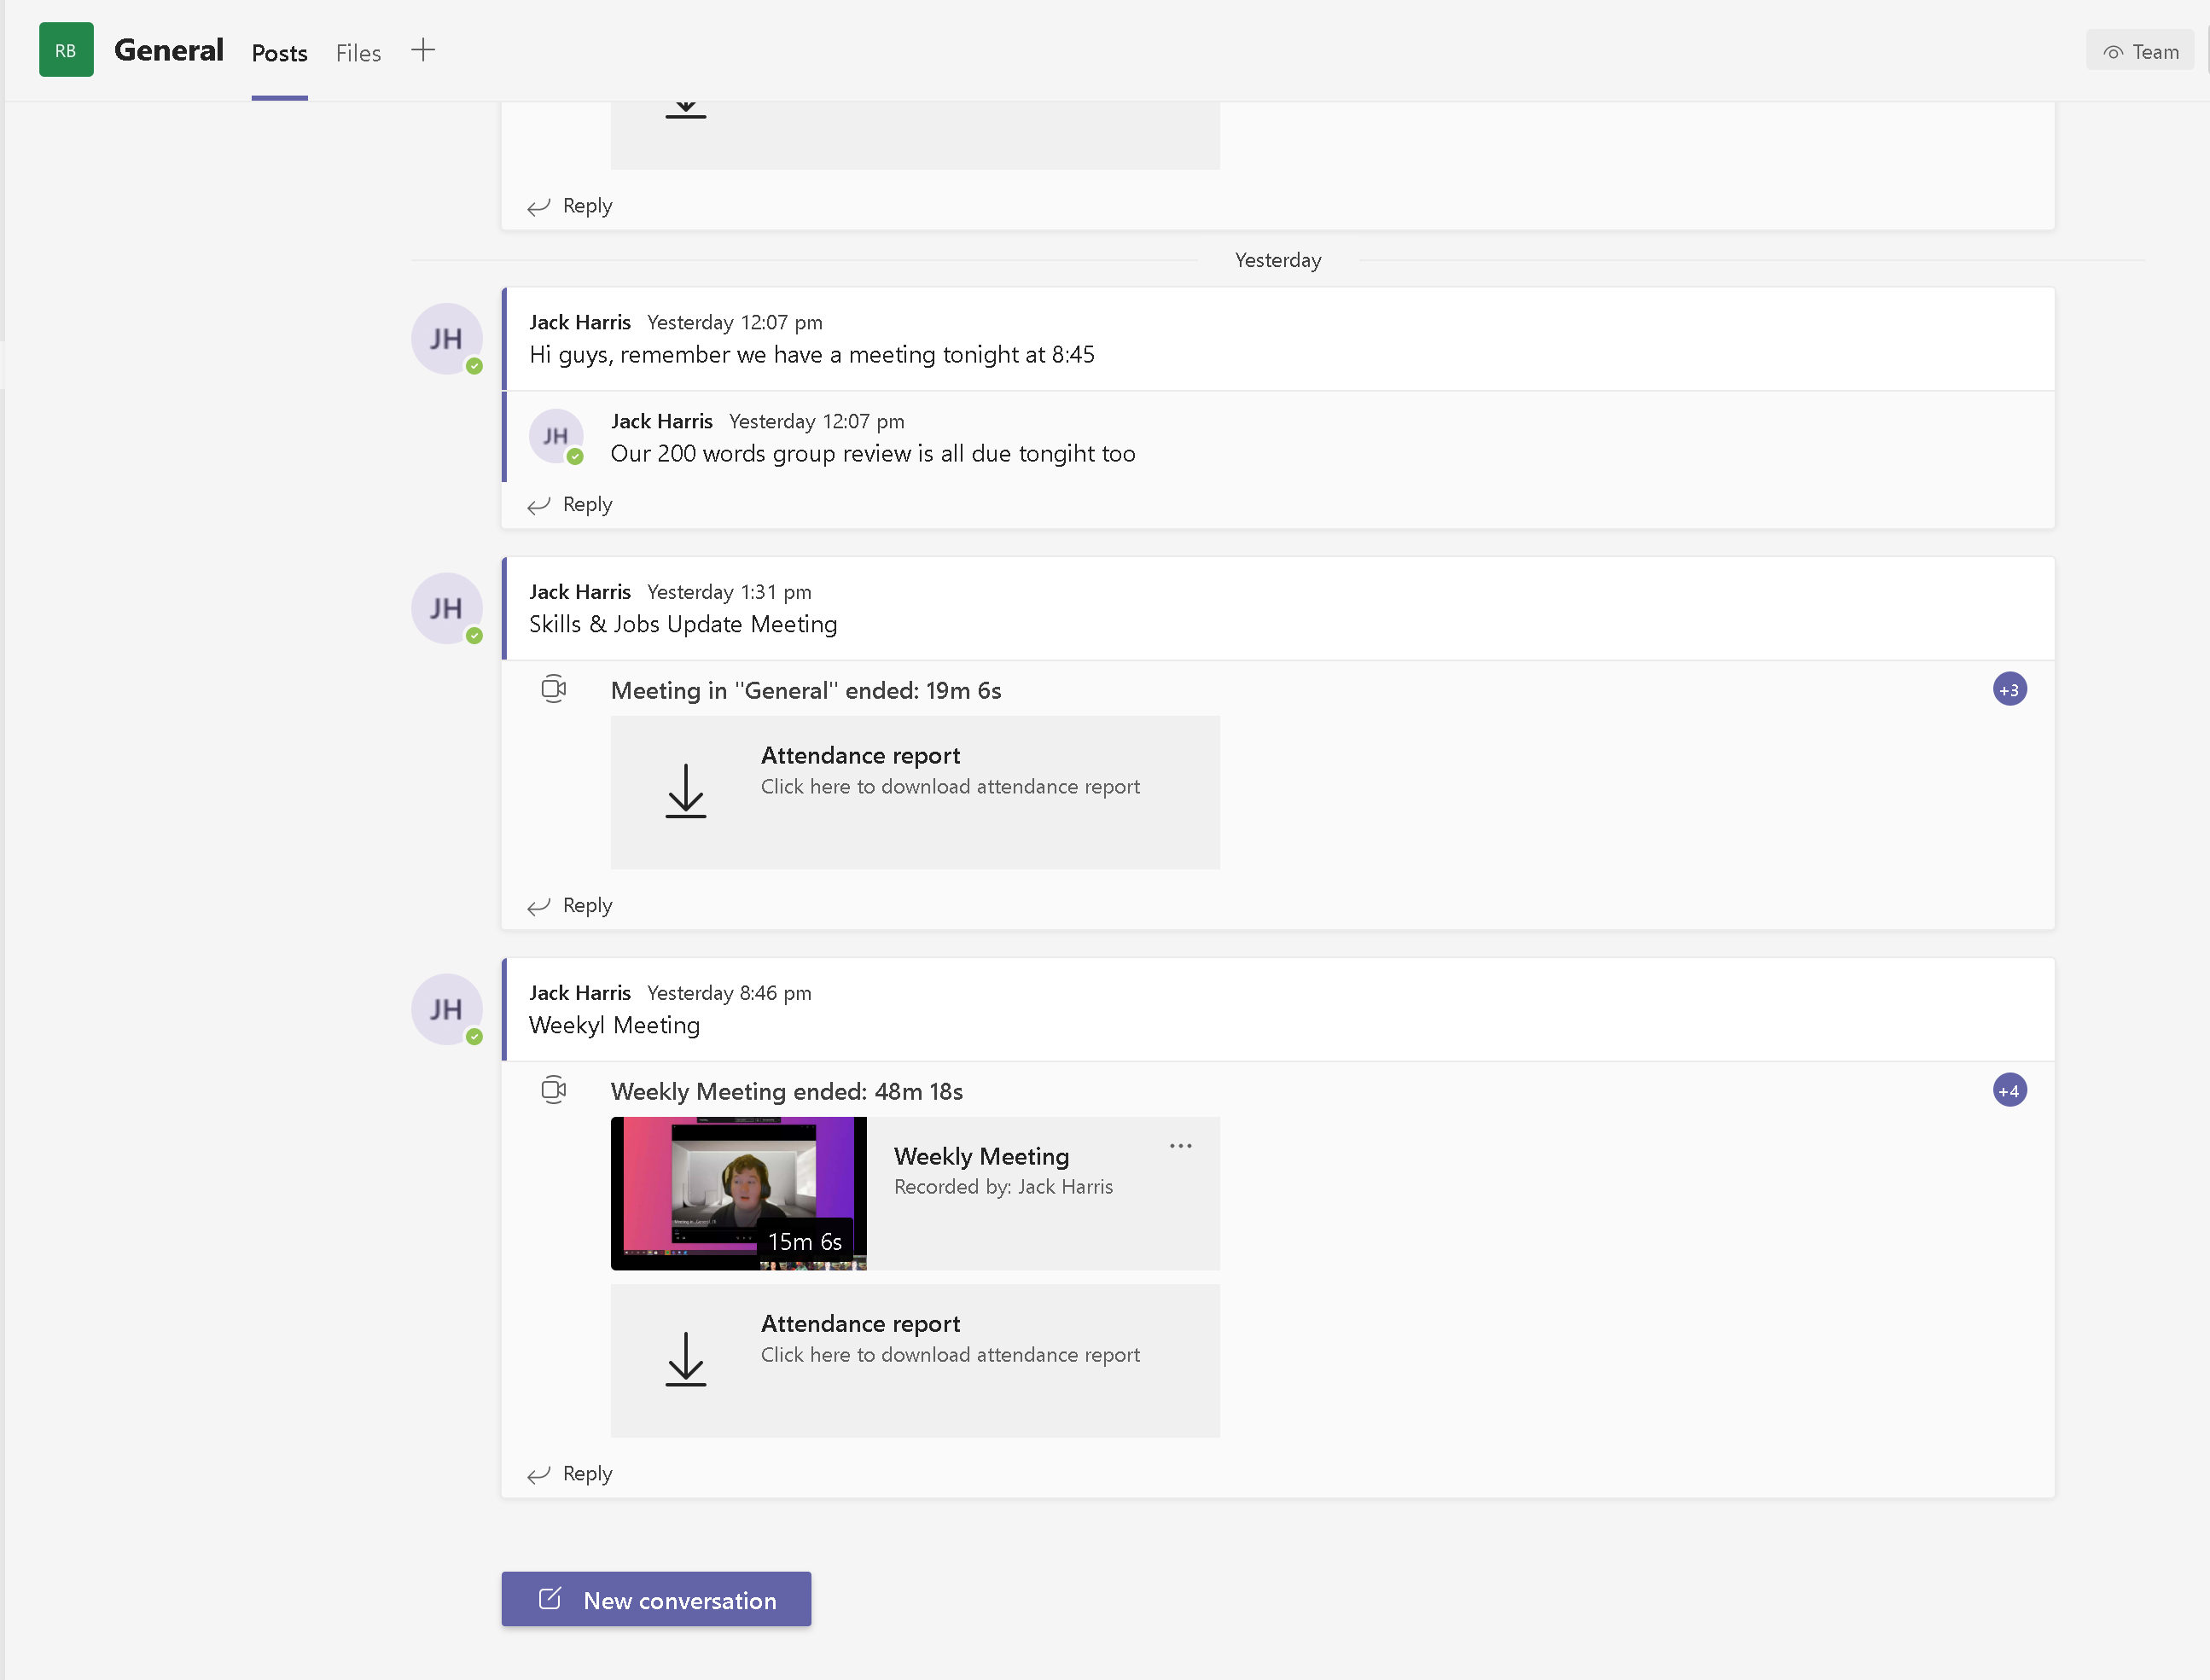 RB General Posts Files Team
Reply
Yesterday
JH Jack Harris Yesterday 12:07 pm
Hi guys, remember we have a meeting tonight at 8:45
JH Jack Harris Yesterday 12:07 pm
Our 200 words group review is all due tongiht too
Reply
JH Jack Harris Yesterday 1:31 pm
Skills & Jobs Update Meeting
Meeting in "General" ended: 19m 6s +3
Attendance report
Click here to download attendance report
Reply
JH Jack Harris Yesterday 8:46 pm
Weekyl Meeting
Weekly Meeting ended: 48m 18s +4
Weekly Meeting
Recorded by: Jack Harris
15m 6s
Attendance report
Click here to download attendance report
Reply
New conversation